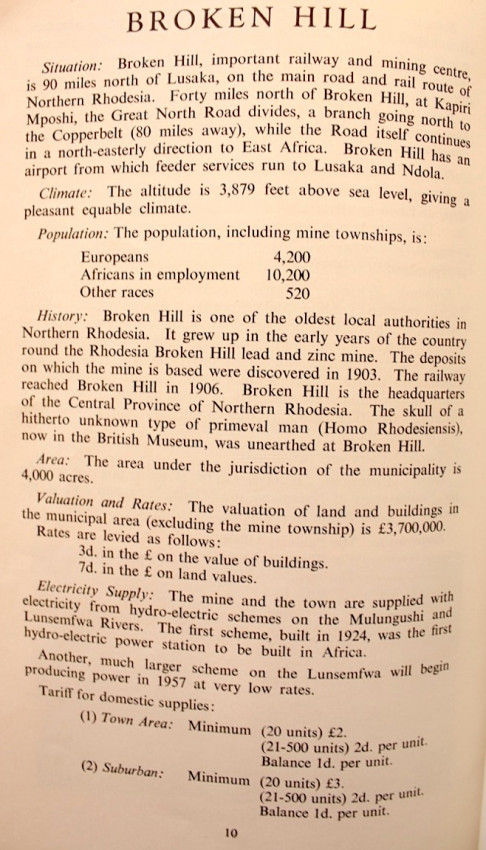 BROKEN HILL
Situation: Broken Hill, important railway and mining centre,
is 90 miles north of Lusaka, on the main road and rail route of
Northern Rhodesia. Forty miles north of Broken Hill, at Kapiri
Mposhi, the Great North Road divides, a branch going north to
the Copperbelt (80 miles away), while the Road itself continues
in a north-easterly direction to East Africa. Broken Hill has an
airport from which feeder services run to Lusaka and Ndola.
Climate: The altitude is 3,879 feet above sea level, giving a
pleasant equable climate.
Population: The population, including mine townships, is:
Europeans 4,200
Africans in employment 10,200
Other races 520
History: Broken Hill is one of the oldest local authorities in
Northern Rhodesia. It grew up in the early years of the country
round the Rhodesia Broken Hill lead and zinc mine. The deposits
on which the mine is based were discovered in 1903. The railway
reached Broken Hill in 1906. Broken Hill is the headquarters
of the Central Province of Northern Rhodesia. The skull of a
hitherto unknown type of primeval man (Homo Rhodesiensis),
now in the British Museum, was unearthed at Broken Hill.
Area: The area under the jurisdiction of the municipality is
4,000 acres.
Valuation and Rates: The valuation of land and buildings in
the municipal area (excluding the mine township) is £3,700,000.
Rates are levied as follows:
3d. in the £ on the value of buildings.
7d. in the £ on land values.
Electricity Supply: The mine and the town are supplied with
electricity from hydro-electric schemes on the Mulungushi and
Lunsemfwa Rivers. The first scheme, built in 1924, was the first
hydro-electric power station to be built in Africa.
Another, much larger scheme on the Lunsemfwa will begin
producing power in 1957 at very low rates.
Tariff for domestic supplies:
(1) Town Area: Minimum (20 units) £2.
(21-500 units) 2d. per unit.
Balance 1d. per unit.
(2) Suburban: Minimum (20 units) £3.
(21-500 units) 2d. per unit.
Balance 1d. per unit.
10